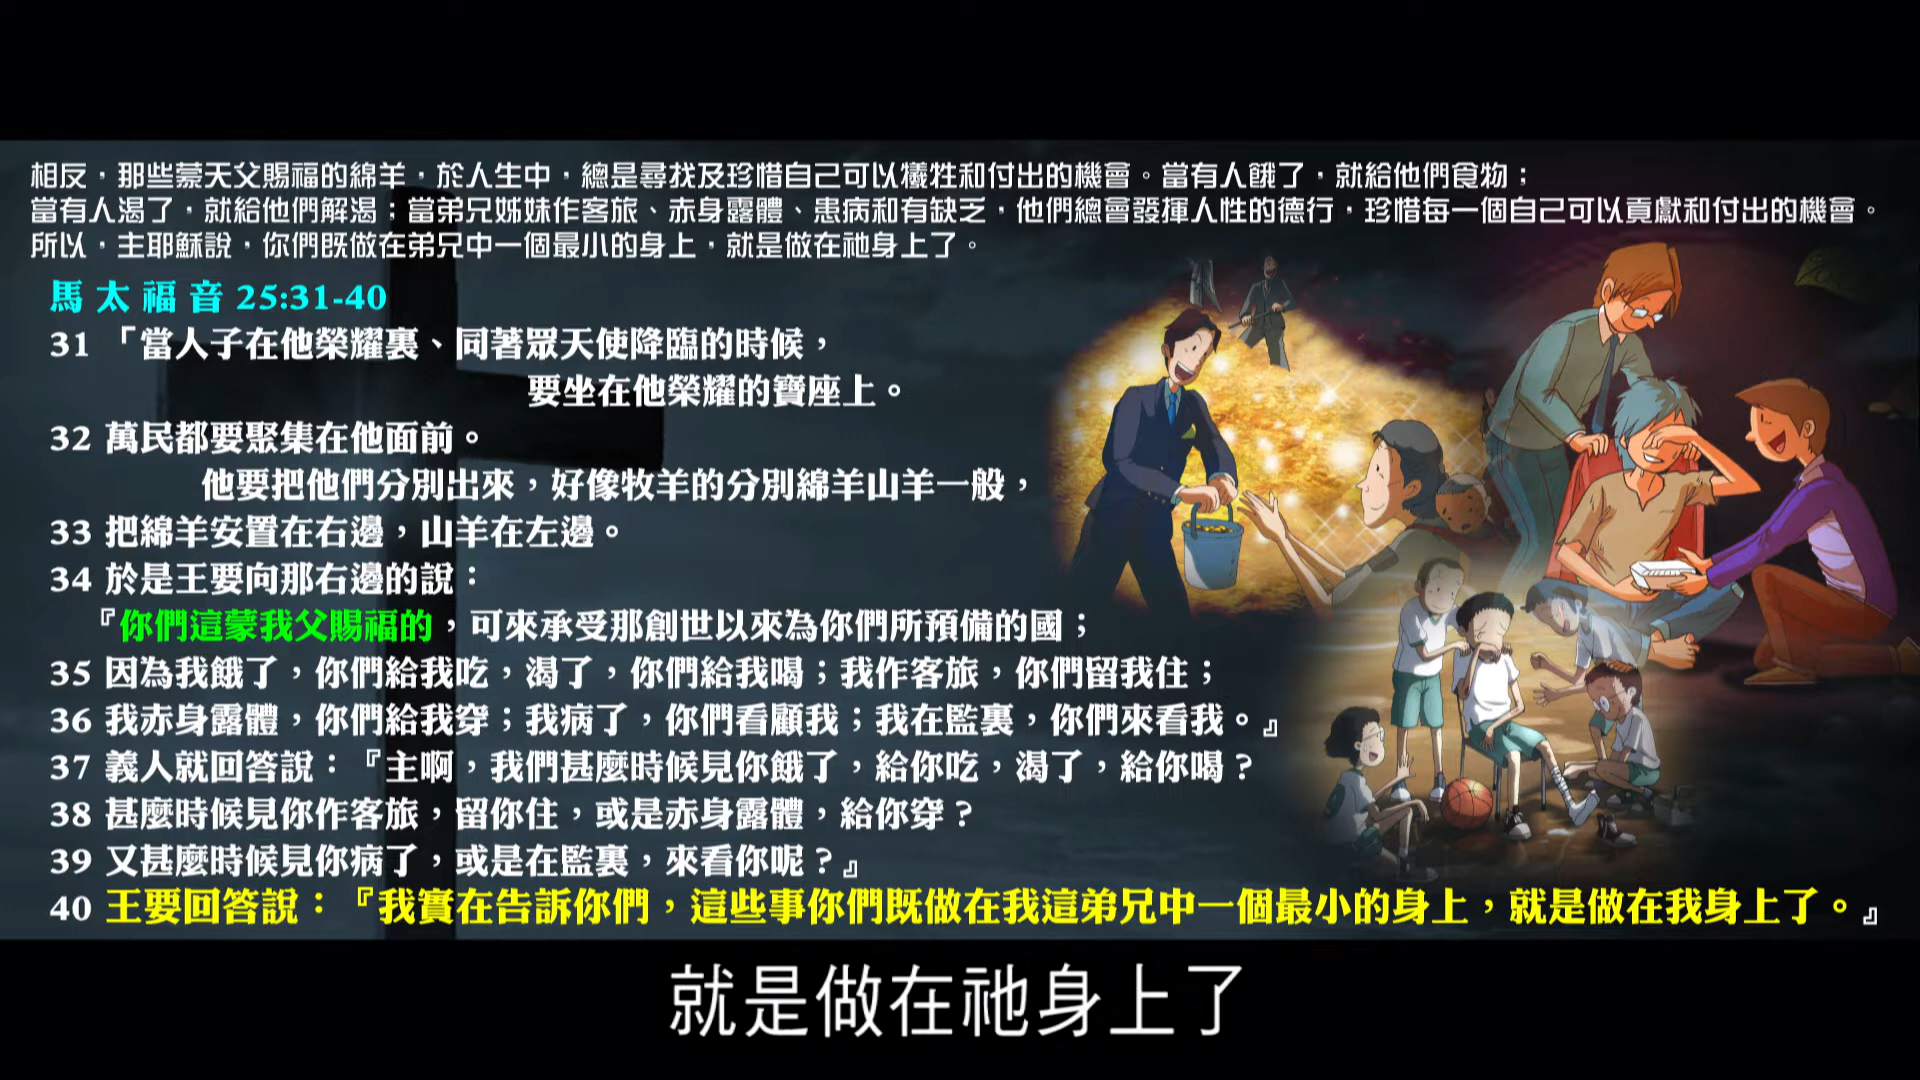 相反，那些蒙天父賜福的綿羊，於人生中，總是尋找及珍惜自己可以犧牲和付出的機會。當有人餓了，就給他們食物；
當有人渴了，就給他們解渴；當弟兄姊妹作客旅、赤身露體、患病和有缺乏，他們總會發揮人性的德行，珍惜每一個自己可以貢獻和付出的機會。
所以，主耶穌說，你們既做在弟兄中一個最小的身上，就是做在祂身上了。
馬太福音 25:31-40
31 「當人子在他榮耀裏、同著眾天使降臨的時候，
要坐在他榮耀的寶座上。
32 萬民都要聚集在他面前。
他要把他們分別出來，好像牧羊的分別綿羊山羊一般，
33 把綿羊安置在右邊，山羊在左邊。
34 於是王要向那右邊的說：
『你們這蒙我父賜福的，可來承受那創世以來為你們所預備的國；
35 因為我餓了，你們給我吃，渴了，你們給我喝；我作客旅，你們留我住；
36 我赤身露體，你們給我穿；我病了，你們看顧我；我在監裏，你們來看我。』
37 義人就回答說：『主啊，我們甚麼時候見你餓了，給你吃，渴了，給你喝？
38 甚麼時候見你作客旅，留你住，或是赤身露體，給你穿？
39 又甚麼時候見你病了，或是在監裏，來看你呢？』
40 王要回答說：『我實在告訴你們，這些事你們既做在我這弟兄中一個最小的身上，就是做在我身上了。』
就是做在祂身上了